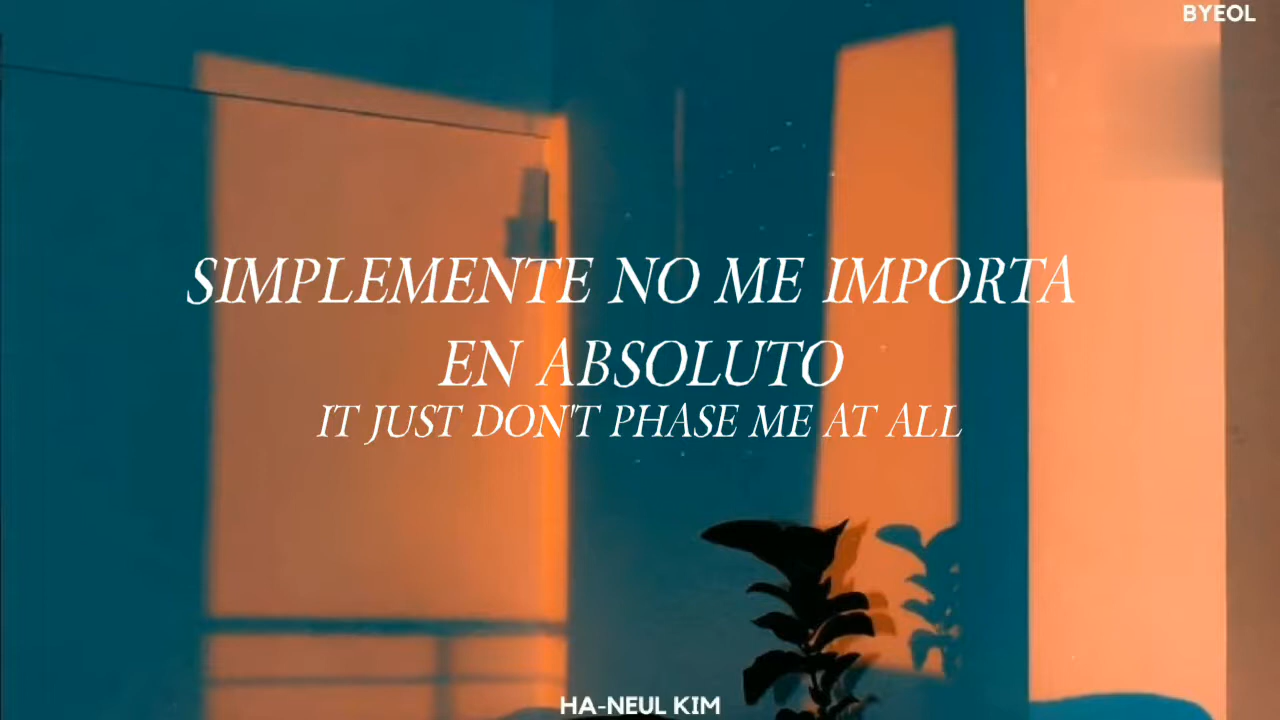 BYEOL
SIMPLEMENTE NO ME IMPORTA
EN ABSOLUTO
IT JUST DON'T PHASE ME AT ALL
HA-NEUL KIM